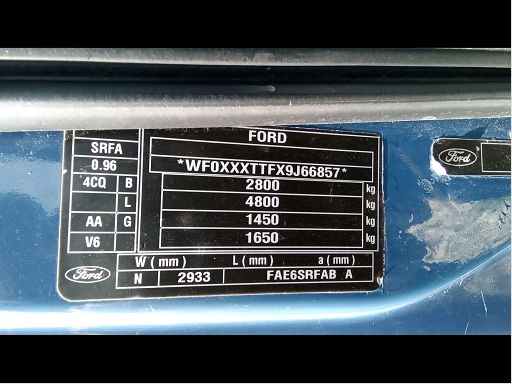 SRFA FORD
0.96 *WF0XXXTTFX9J66857*
4CQ B 2800 kg
L 4800 kg
AA G 1450 kg
V6 1650 kg
W (mm) L (mm) a (mm)
Ford N 2933 FAE6SRFAB A
Ford